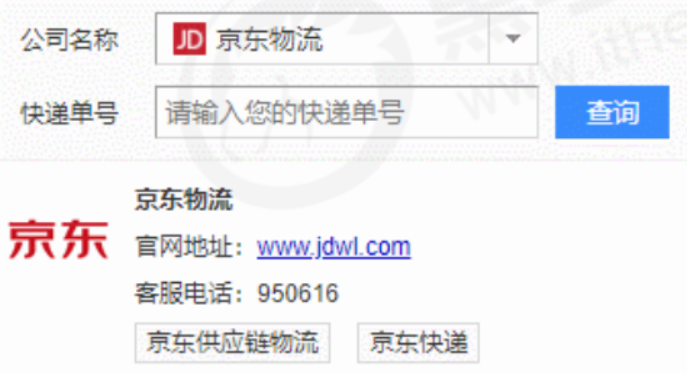 公司名称 JD 京东物流
快递单号 请输入您的快递单号 查询
京东物流
京东 官网地址：www.jdwl.com
客服电话：950616
京东供应链物流 京东快递